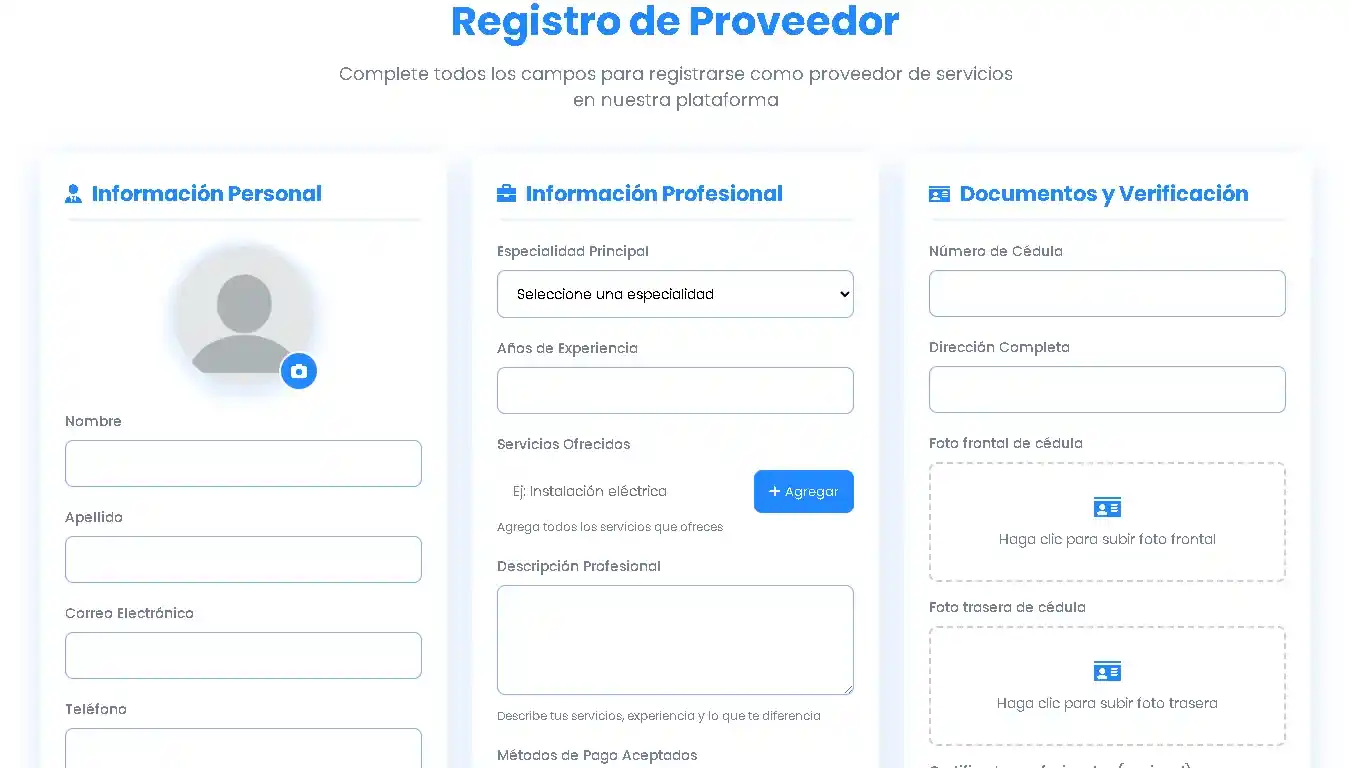 Registro de Proveedor
Complete todos los campos para registrarse como proveedor de servicios
en nuestra plataforma
Información Personal
Nombre
Apellido
Correo Electrónico
Teléfono
Información Profesional
Especialidad Principal
Seleccione una especialidad
Años de Experiencia
Servicios Ofrecidos
Ej: Instalación eléctrica
+ Agregar
Agrega todos los servicios que ofreces
Descripción Profesional
Describe tus servicios, experiencia y lo que te diferencia
Métodos de Pago Aceptados
Documentos y Verificación
Número de Cédula
Dirección Completa
Foto frontal de cédula
Haga clic para subir foto frontal
Foto trasera de cédula
Haga clic para subir foto trasera